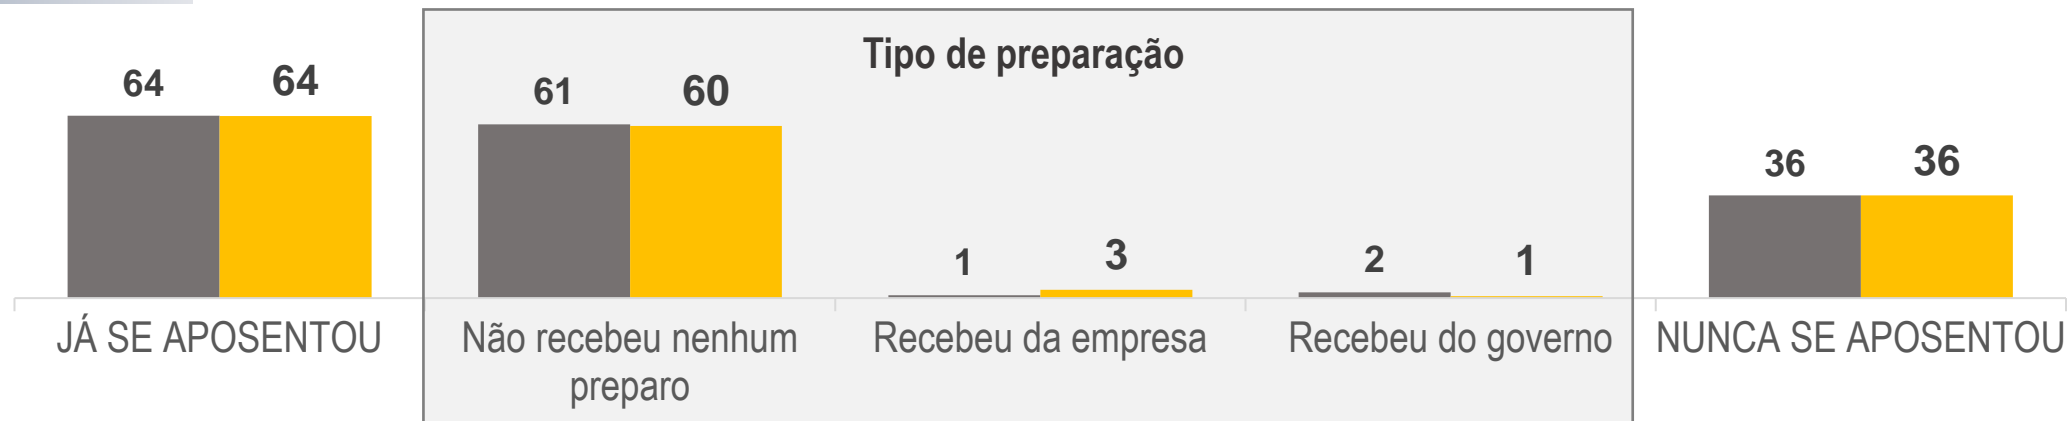 Tipo de preparação
64 64
61 60
1 3
2 1
36 36
JÁ SE APOSENTOU
Não recebeu nenhum
preparo
Recebeu da empresa
Recebeu do governo
NUNCA SE APOSENTOU